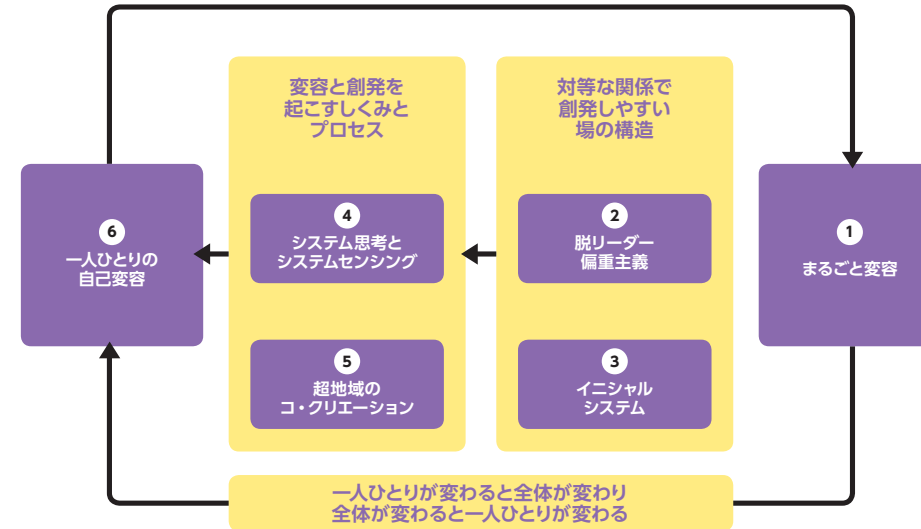 変容と創発を
起こすしくみと
プロセス
対等な関係で
創発しやすい
場の構造
6
一人ひとりの
自己変容
4
システム思考と
システムセンシング
2
脱リーダー
偏重主義
1
まるごと変容
5
超地域の
コ・クリエーション
3
イニシャル
システム
一人ひとりが変わると全体が変わり
全体が変わると一人ひとりが変わる